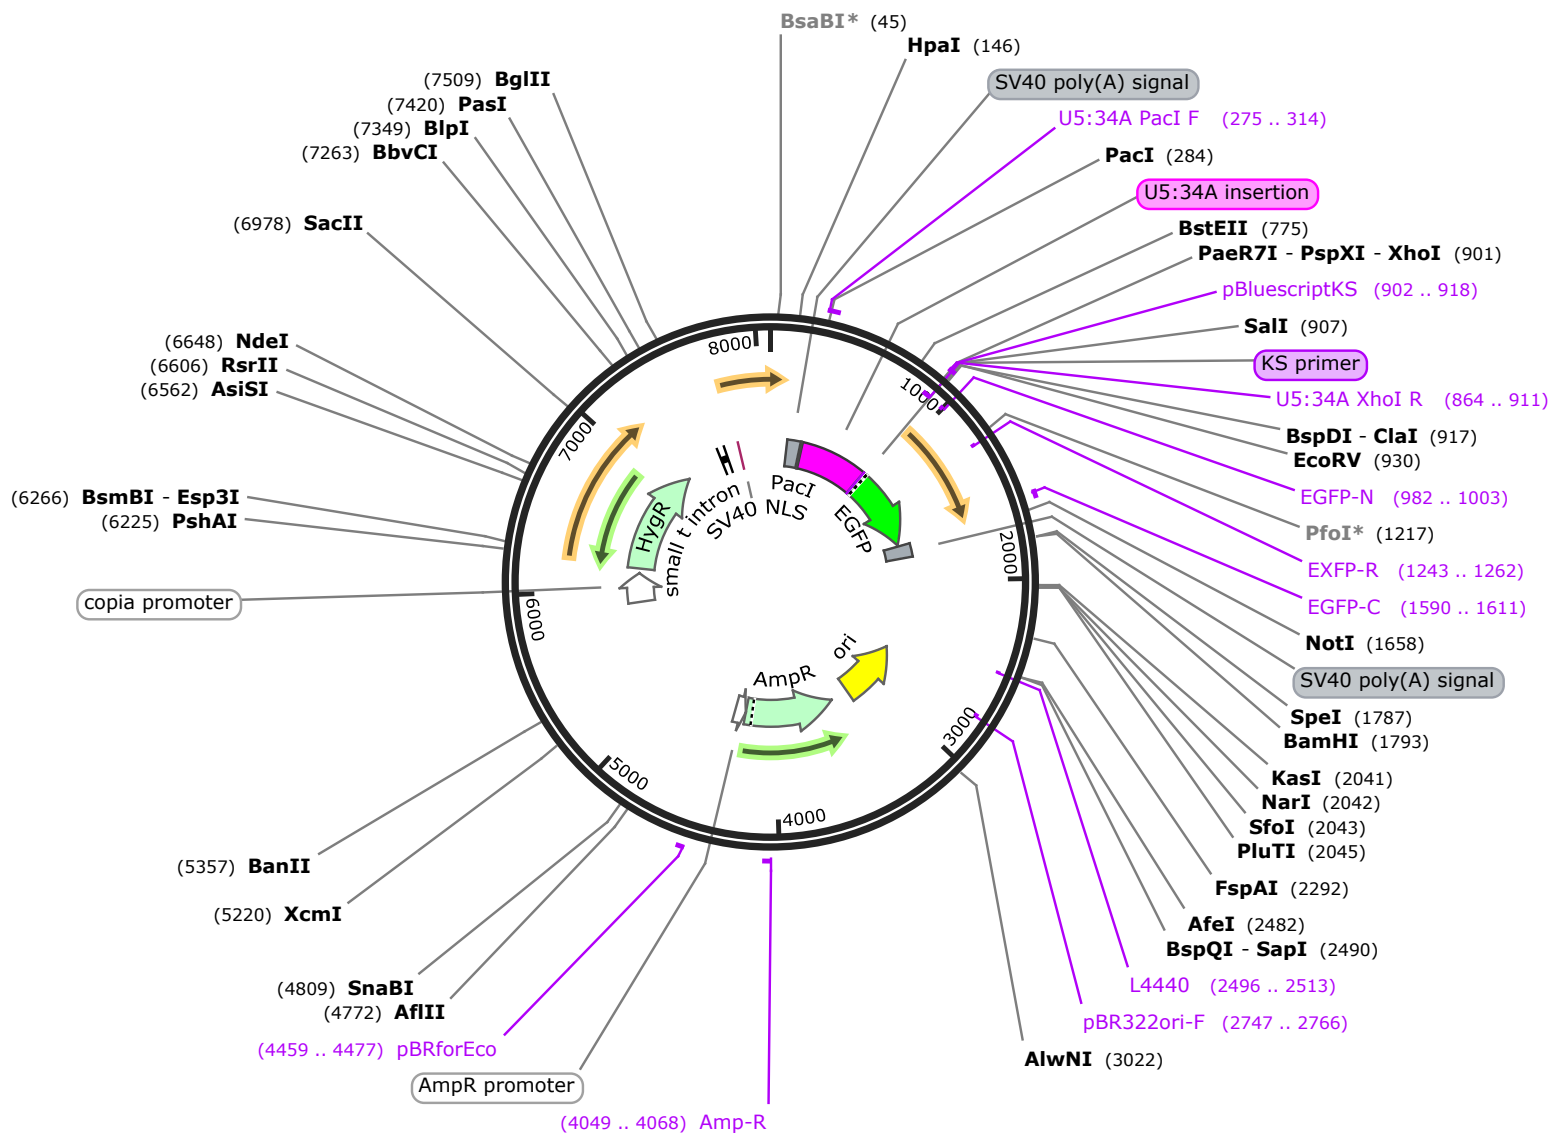 BsaBI* (45)
HpaI (146)
SV40 poly(A) signal
U5:34A PacI F (275 .. 314)
PacI (284)
U5:34A insertion
BstEII (775)
PaeR7I - PspXI - XhoI (901)
pBluescriptKS (902 .. 918)
SalI (907)
KS primer
U5:34A XhoI R (864 .. 911)
BspDI - ClaI (917)
EcoRV (930)
EGFP-N (982 .. 1003)
PfoI* (1217)
EXFP-R (1243 .. 1262)
EGFP-C (1590 .. 1611)
NotI (1658)
SV40 poly(A) signal
SpeI (1787)
BamHI (1793)
KasI (2041)
NarI (2042)
SfoI (2043)
PluTI (2045)
FspAI (2292)
AfeI (2482)
BspQI - SapI (2490)
L4440 (2496 .. 2513)
pBR322ori-F (2747 .. 2766)
AlwNI (3022)
(4049 .. 4068) Amp-R
AmpR promoter
(4459 .. 4477) pBRforEco
(4772) AflII
(4809) SnaBI
(5220) XcmI
(5357) BanII
copia promoter
(6225) PshAI
(6266) BsmBI - Esp3I
(6562) AsiSI
(6606) RsrII
(6648) NdeI
(6978) SacII
(7263) BbvCI
(7349) BlpI
(7420) PasI
(7509) BglII
1000
2000
3000
4000
5000
6000
7000
8000
PacI
EGFP
ori
AmpR
HygR
small t intron
SV40 NLS